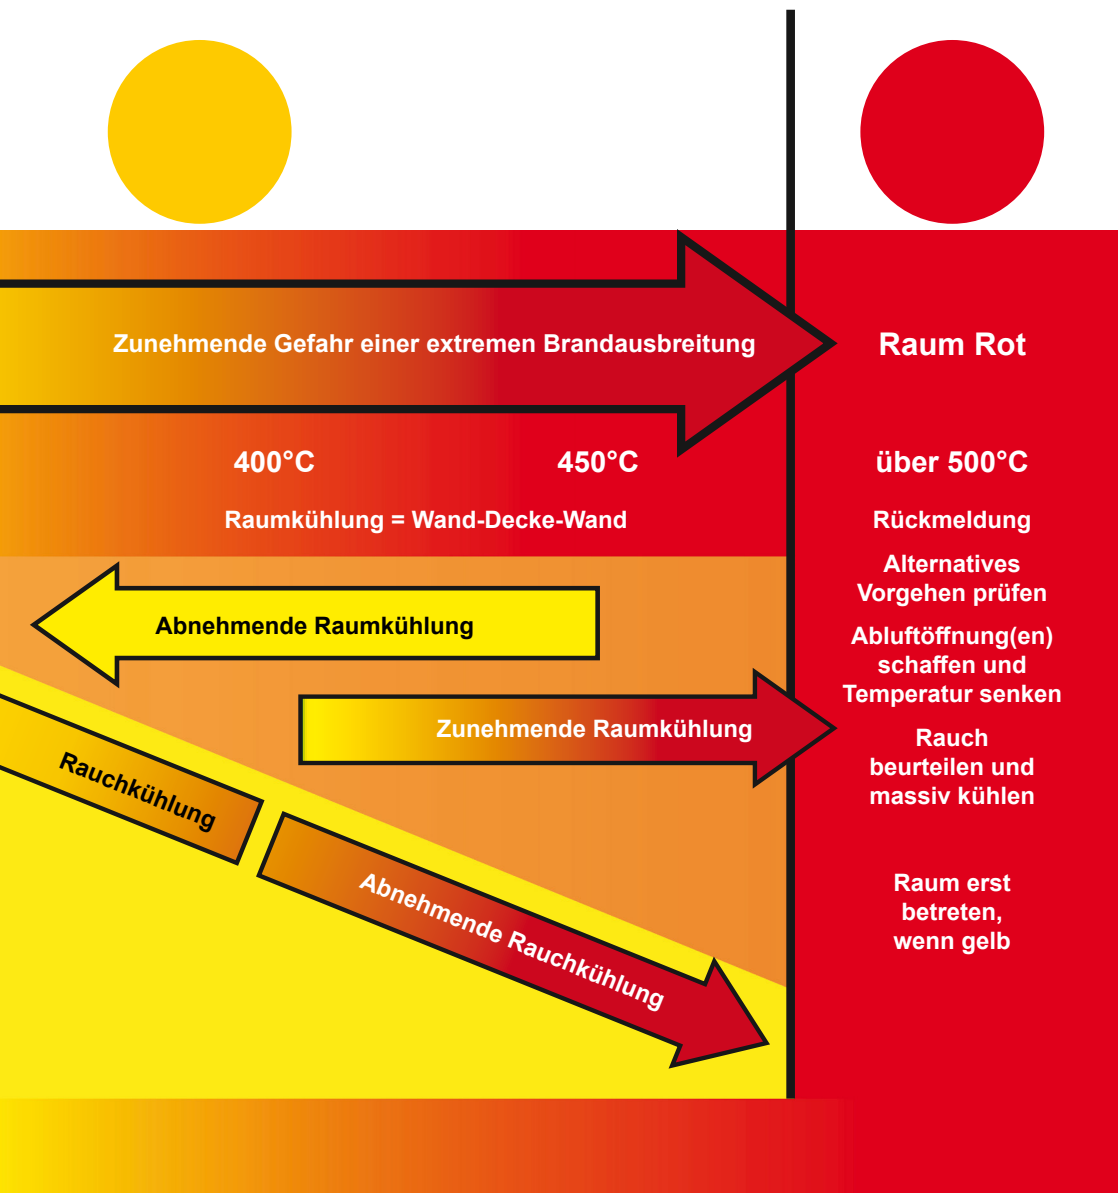 Zunehmende Gefahr einer extremen Brandausbreitung
400°C
450°C
Raumkühlung = Wand-Decke-Wand
Abnehmende Raumkühlung
Zunehmende Raumkühlung
Rauchkühlung
Abnehmende Rauchkühlung
Raum Rot
über 500°C
Rückmeldung
Alternatives
Vorgehen prüfen
Abluftöffnung(en)
schaffen und
Temperatur senken
Rauch
beurteilen und
massiv kühlen
Raum erst
betreten,
wenn gelb